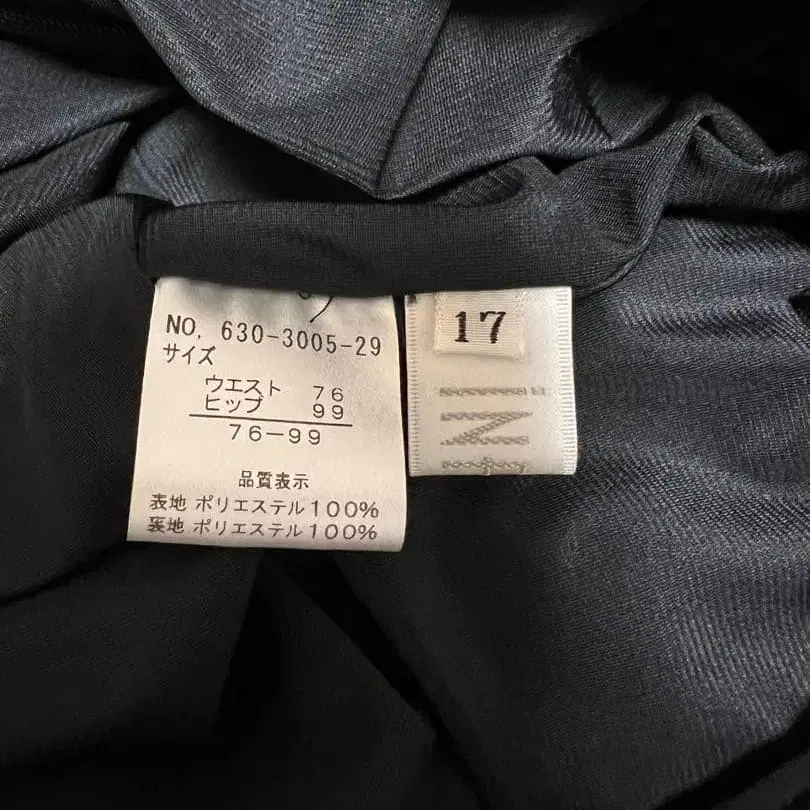 NO. 630-3005-29
サイズ
ウエスト 76
ヒップ 99
76-99
品質表示
表地 ポリエステル100%
裏地 ポリエステル100%
17